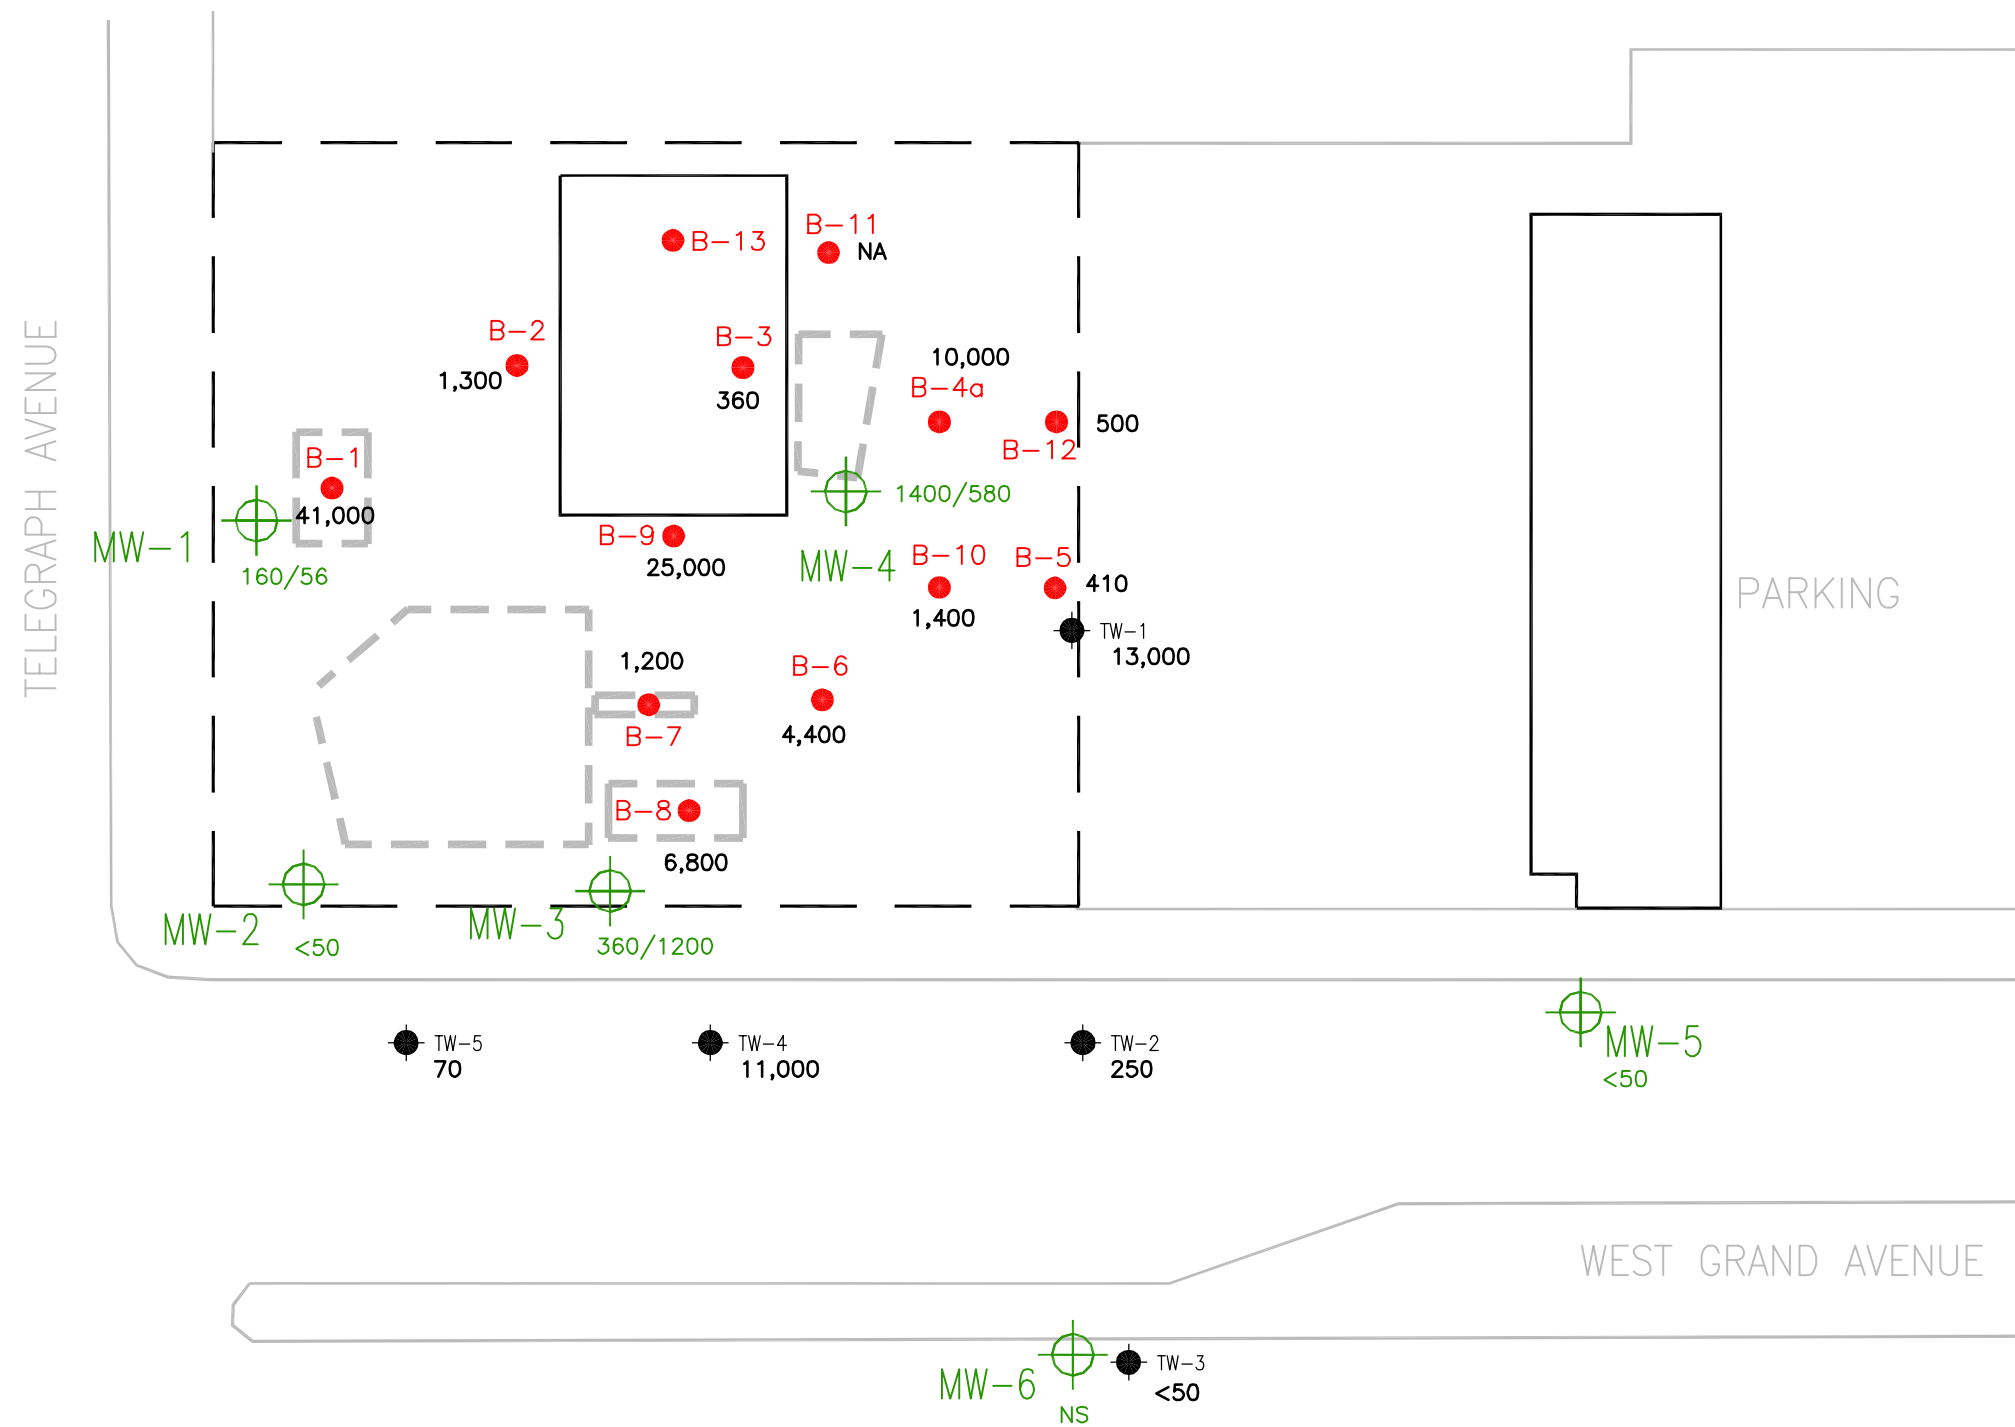 TELEGRAPH AVENUE
B-11
NA
B-13
B-2
1,300
B-3
360
10,000
B-4a
500
B-12
1400/580
MW-4
B-1
41,000
MW-1
160/56
B-9
25,000
B-10
1,400
B-5
410
TW-1
13,000
PARKING
1,200
B-7
B-6
4,400
B-8
6,800
MW-2
<50
MW-3
360/1200
TW-5
70
TW-4
11,000
TW-2
250
MW-5
<50
WEST GRAND AVENUE
MW-6
NS
TW-3
<50